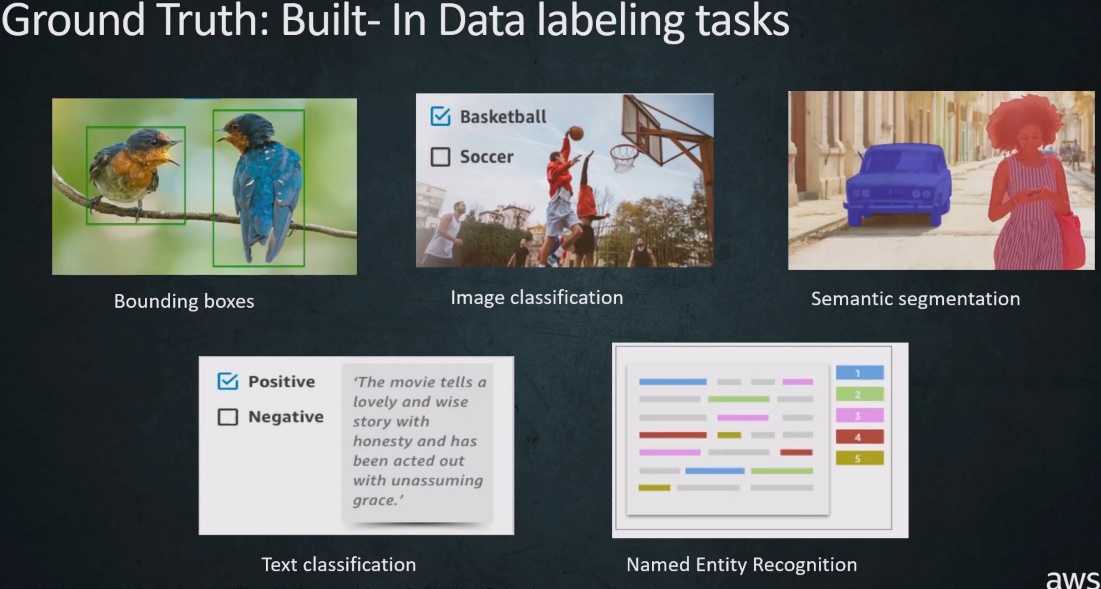 Ground Truth: Built- In Data labeling tasks
Basketball
Soccer
Bounding boxes
Image classification
Semantic segmentation
Positive
Negative
‘The movie tells a
lovely and wise
story with
honesty and has
been acted out
with unassuming
grace.’
1
2
3
4
5
Text classification
Named Entity Recognition
aws